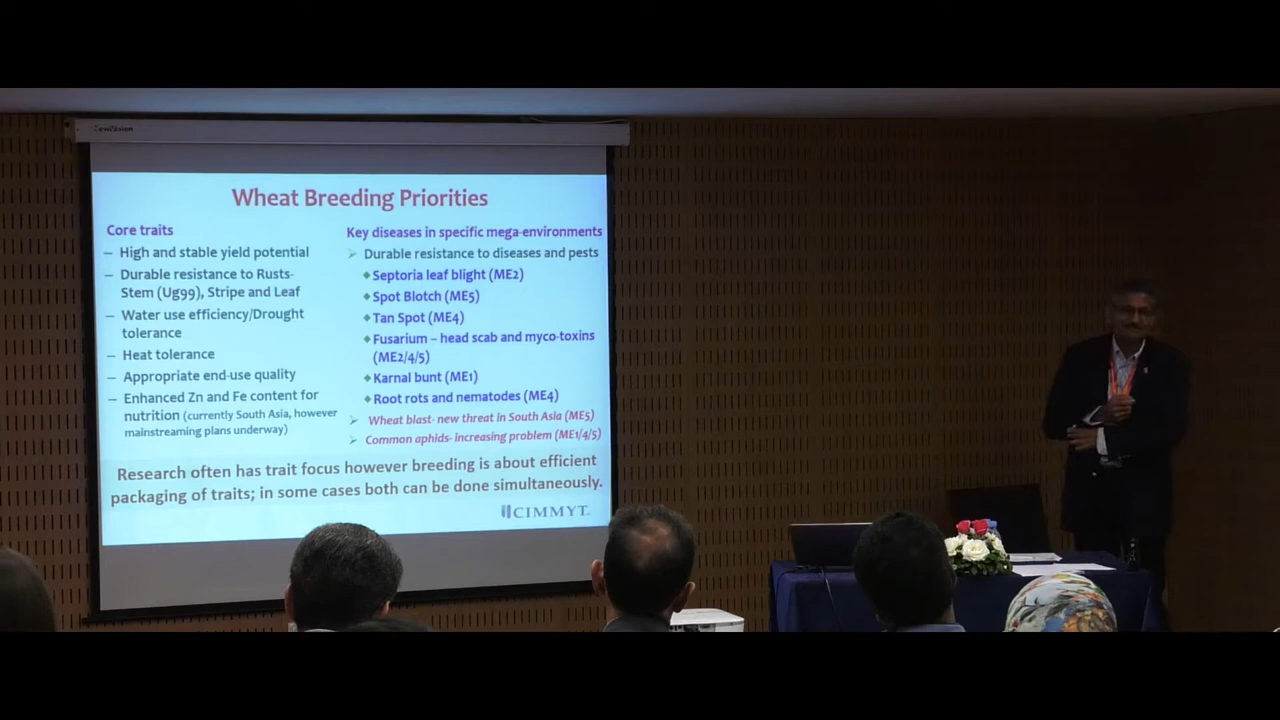 Wheat Breeding Priorities
Core traits
– High and stable yield potential
– Durable resistance to Rusts-
Stem (Ug99), Stripe and Leaf
– Water use efficiency/Drought
tolerance
– Heat tolerance
– Appropriate end-use quality
– Enhanced Zn and Fe content for
nutrition (currently South Asia, however
mainstreaming plans underway)
Key diseases in specific mega-environments
➢ Durable resistance to diseases and pests
◆Septoria leaf blight (ME2)
◆Spot Blotch (ME5)
◆Tan Spot (ME4)
◆Fusarium – head scab and myco-toxins
(ME2/4/5)
◆Karnal bunt (ME1)
◆Root rots and nematodes (ME4)
➢ Wheat blast- new threat in South Asia (ME5)
➢ Common aphids- increasing problem (ME1/4/5)
Research often has trait focus however breeding is about efficient
packaging of traits; in some cases both can be done simultaneously.
CIMMYT